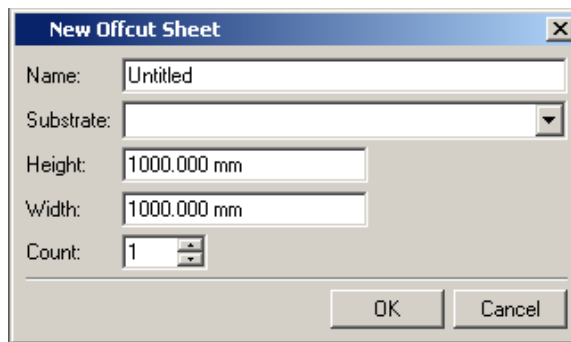 New Offcut Sheet
Name: Untitled
Substrate:
Height: 1000.000 mm
Width: 1000.000 mm
Count: 1
OK Cancel